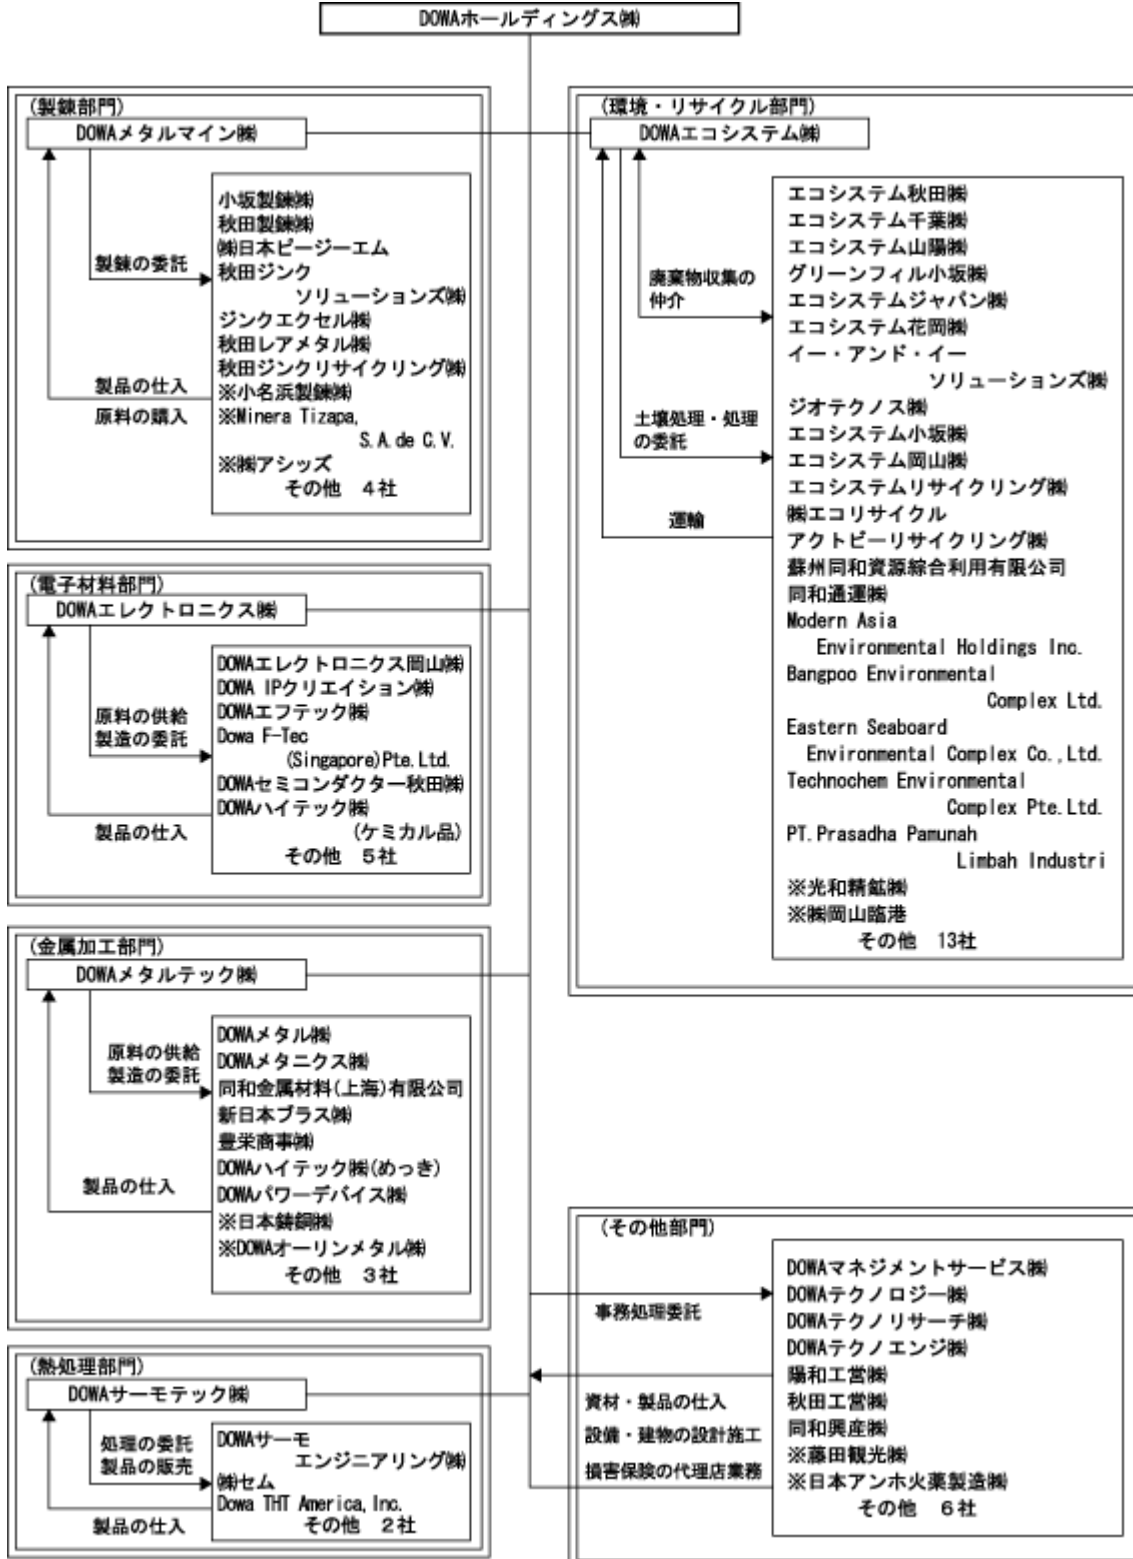 DOWAホールディングス㈱
(製錬部門)
DOWAメタルマイン㈱
製錬の委託
製品の仕入
原料の購入
小坂製錬㈱
秋田製錬㈱
㈱日本ピージーエム
秋田ジンク
ソリューションズ㈱
ジンクエクセル㈱
秋田レアメタル㈱
秋田ジンクリサイクリング㈱
※小名浜製錬㈱
※Minera Tizapa,
S.A.de C.V.
※㈱アシッズ
その他 4社
(電子材料部門)
DOWAエレクトロニクス㈱
原料の供給
製造の委託
製品の仕入
DOWAエレクトロニクス岡山㈱
DOWA IPクリエイション㈱
DOWAエフテック㈱
Dowa F-Tec
(Singapore)Pte.Ltd.
DOWAセミコンダクター秋田㈱
DOWAハイテック㈱
(ケミカル品)
その他 5社
(金属加工部門)
DOWAメタルテック㈱
原料の供給
製造の委託
製品の仕入
DOWAメタル㈱
DOWAメタニクス㈱
同和金属材料(上海)有限公司
新日本ブラス㈱
豊栄商事㈱
DOWAハイテック㈱(めっき)
DOWAパワーデバイス㈱
※日本鋳銅㈱
※DOWAオーリンメタル㈱
その他 3社
(熱処理部門)
DOWAサーモテック㈱
処理の委託
製品の販売
製品の仕入
DOWAサーモ
エンジニアリング㈱
㈱セム
Dowa THT America,Inc.
その他 2社
(環境・リサイクル部門)
DOWAエコシステム㈱
廃棄物収集の
仲介
土壌処理・処理
の委託
運輸
エコシステム秋田㈱
エコシステム千葉㈱
エコシステム山陽㈱
グリーンフィル小坂㈱
エコシステムジャパン㈱
エコシステム花岡㈱
イー・アンド・イー
ソリューションズ㈱
ジオテクノス㈱
エコシステム小坂㈱
エコシステム岡山㈱
エコシステムリサイクリング㈱
㈱エコリサイクル
アクトビーリサイクリング㈱
蘇州同和資源綜合利用有限公司
同和通運㈱
Modern Asia
Environmental Holdings Inc.
Bangpoo Environmental
Complex Ltd.
Eastern Seaboard
Environmental Complex Co.,Ltd.
Technochem Environmental
Complex Pte.Ltd.
PT.Prasadha Pamunah
Limbah Industri
※光和精鉱㈱
※㈱岡山臨港
その他 13社
(その他部門)
事務処理委託
資材・製品の仕入
設備・建物の設計施工
損害保険の代理店業務
DOWAマネジメントサービス㈱
DOWAテクノロジー㈱
DOWAテクノリサーチ㈱
DOWAテクノエンジ㈱
陽和工営㈱
秋田工営㈱
同和興産㈱
※藤田観光㈱
※日本アンホ火薬製造㈱
その他 6社